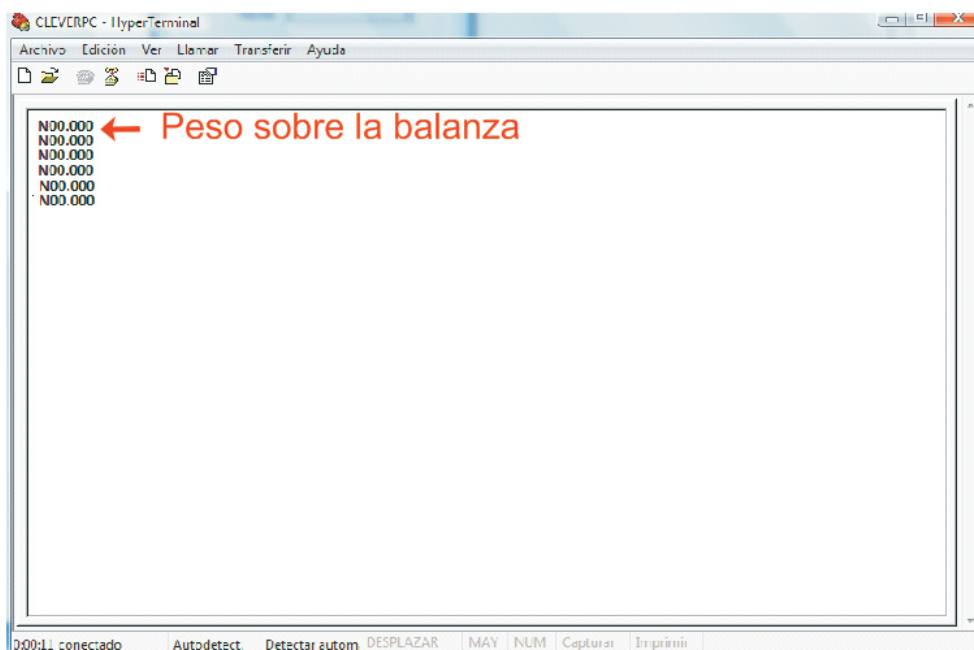 CLEVERPC - HyperTerminal
Archivo Edición Ver Llamar Transferir Ayuda
N00.000 ← Peso sobre la balanza
N00.000
N00.000
N00.000
N00.000
N00.000
0:00:11 conectado Autodetect. Detectar autom. DESPLAZAR MAY NUM Capturar Imprimir